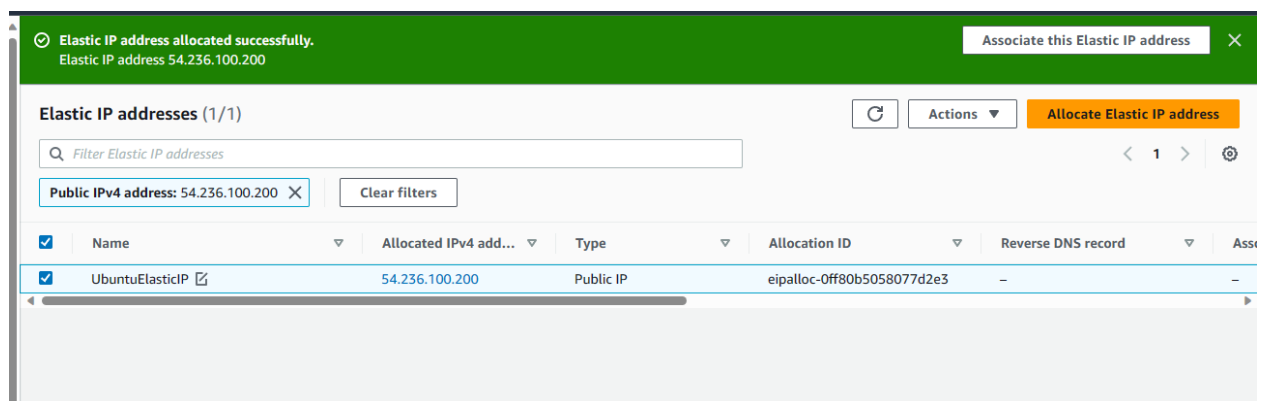 Elastic IP address allocated successfully.
Elastic IP address 54.236.100.200
Associate this Elastic IP address
Elastic IP addresses (1/1)
Actions
Allocate Elastic IP address
Filter Elastic IP addresses
1
Public IPv4 address: 54.236.100.200
Clear filters
Name Allocated IPv4 add... Type Allocation ID Reverse DNS record Asso
UbuntuElasticIP 54.236.100.200 Public IP eipalloc-0ff80b5058077d2e3 – –